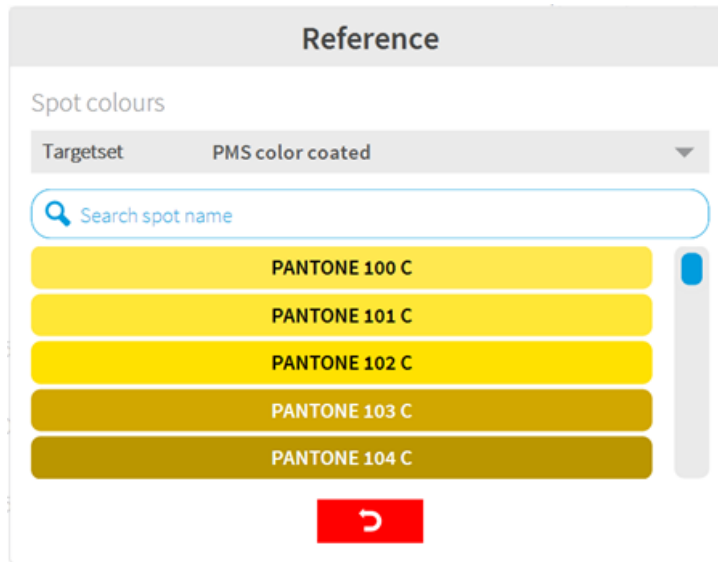 Reference
Spot colours
Targetset PMS color coated
Search spot name
PANTONE 100 C
PANTONE 101 C
PANTONE 102 C
PANTONE 103 C
PANTONE 104 C